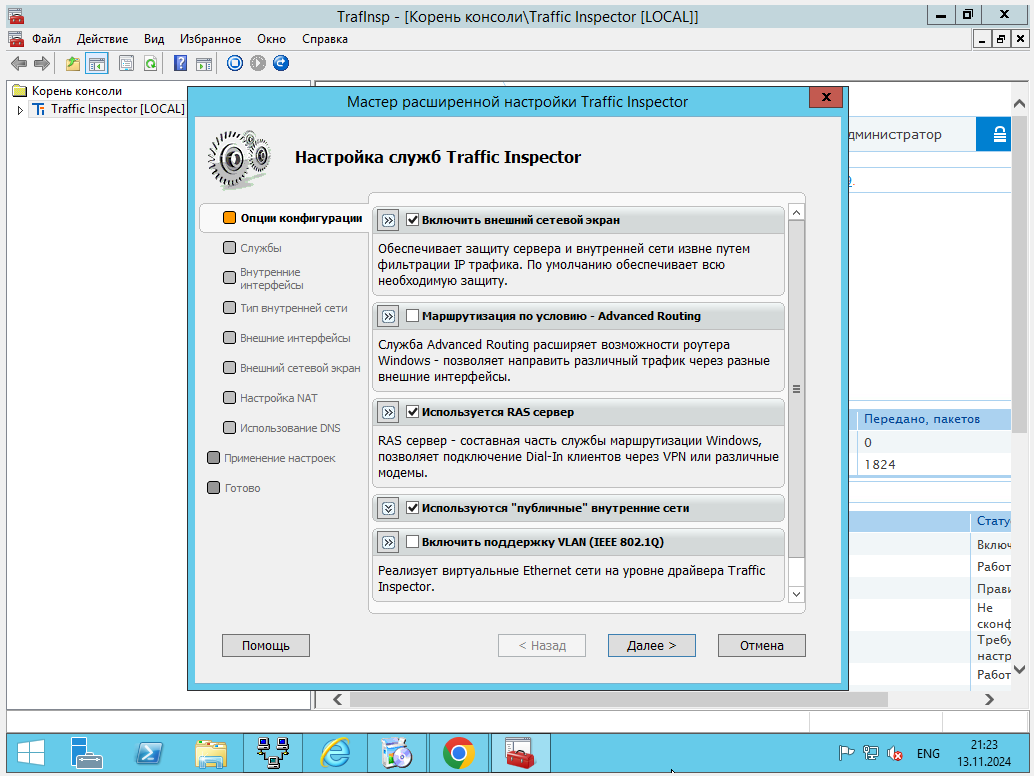 TrafInsp - [Корень консоли\Traffic Inspector [LOCAL]]
Файл Действие Вид Избранное Окно Справка
Корень консоли
Traffic Inspector [LOCAL]
Мастер расширенной настройки Traffic Inspector
Настройка служб Traffic Inspector
Опции конфигурации
Службы
Внутренние
интерфейсы
Тип внутренней сети
Внешние интерфейсы
Внешний сетевой экран
Настройка NAT
Использование DNS
Применение настроек
Готово
Включить внешний сетевой экран
Обеспечивает защиту сервера и внутренней сети извне путем
фильтрации IP трафика. По умолчанию обеспечивает всю
необходимую защиту.
Маршрутизация по условию - Advanced Routing
Служба Advanced Routing расширяет возможности роутера
Windows - позволяет направить различный трафик через разные
внешние интерфейсы.
Используется RAS сервер
RAS сервер - составная часть службы маршрутизации Windows,
позволяет подключение Dial-In клиентов через VPN или различные
модемы.
Используются "публичные" внутренние сети
Включить поддержку VLAN (IEEE 802.1Q)
Реализует виртуальные Ethernet сети на уровне драйвера Traffic
Inspector.
Помощь
< Назад
Далее >
Отмена
дминистратор
Передано, пакетов
0
1824
Стату
Включ
Работ
Прави
Не
сконф
Требу
настр
Работ
ENG
21:23
13.11.2024